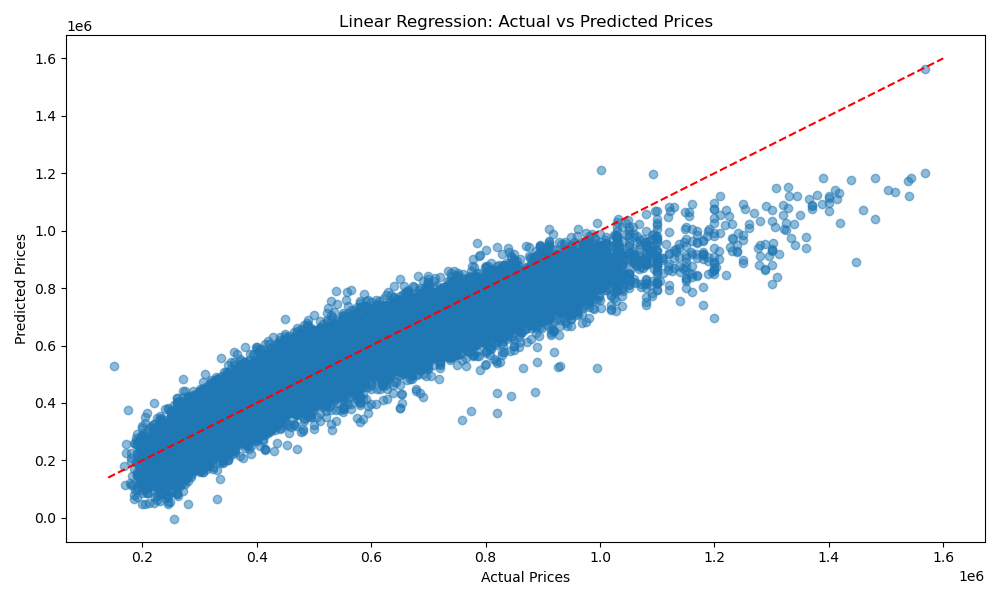 Linear Regression: Actual vs Predicted Prices
1e6
1.6
1.4
1.2
1.0
0.8
0.6
0.4
0.2
0.0
Predicted Prices
0.2 0.4 0.6 0.8 1.0 1.2 1.4 1.6
1e6
Actual Prices